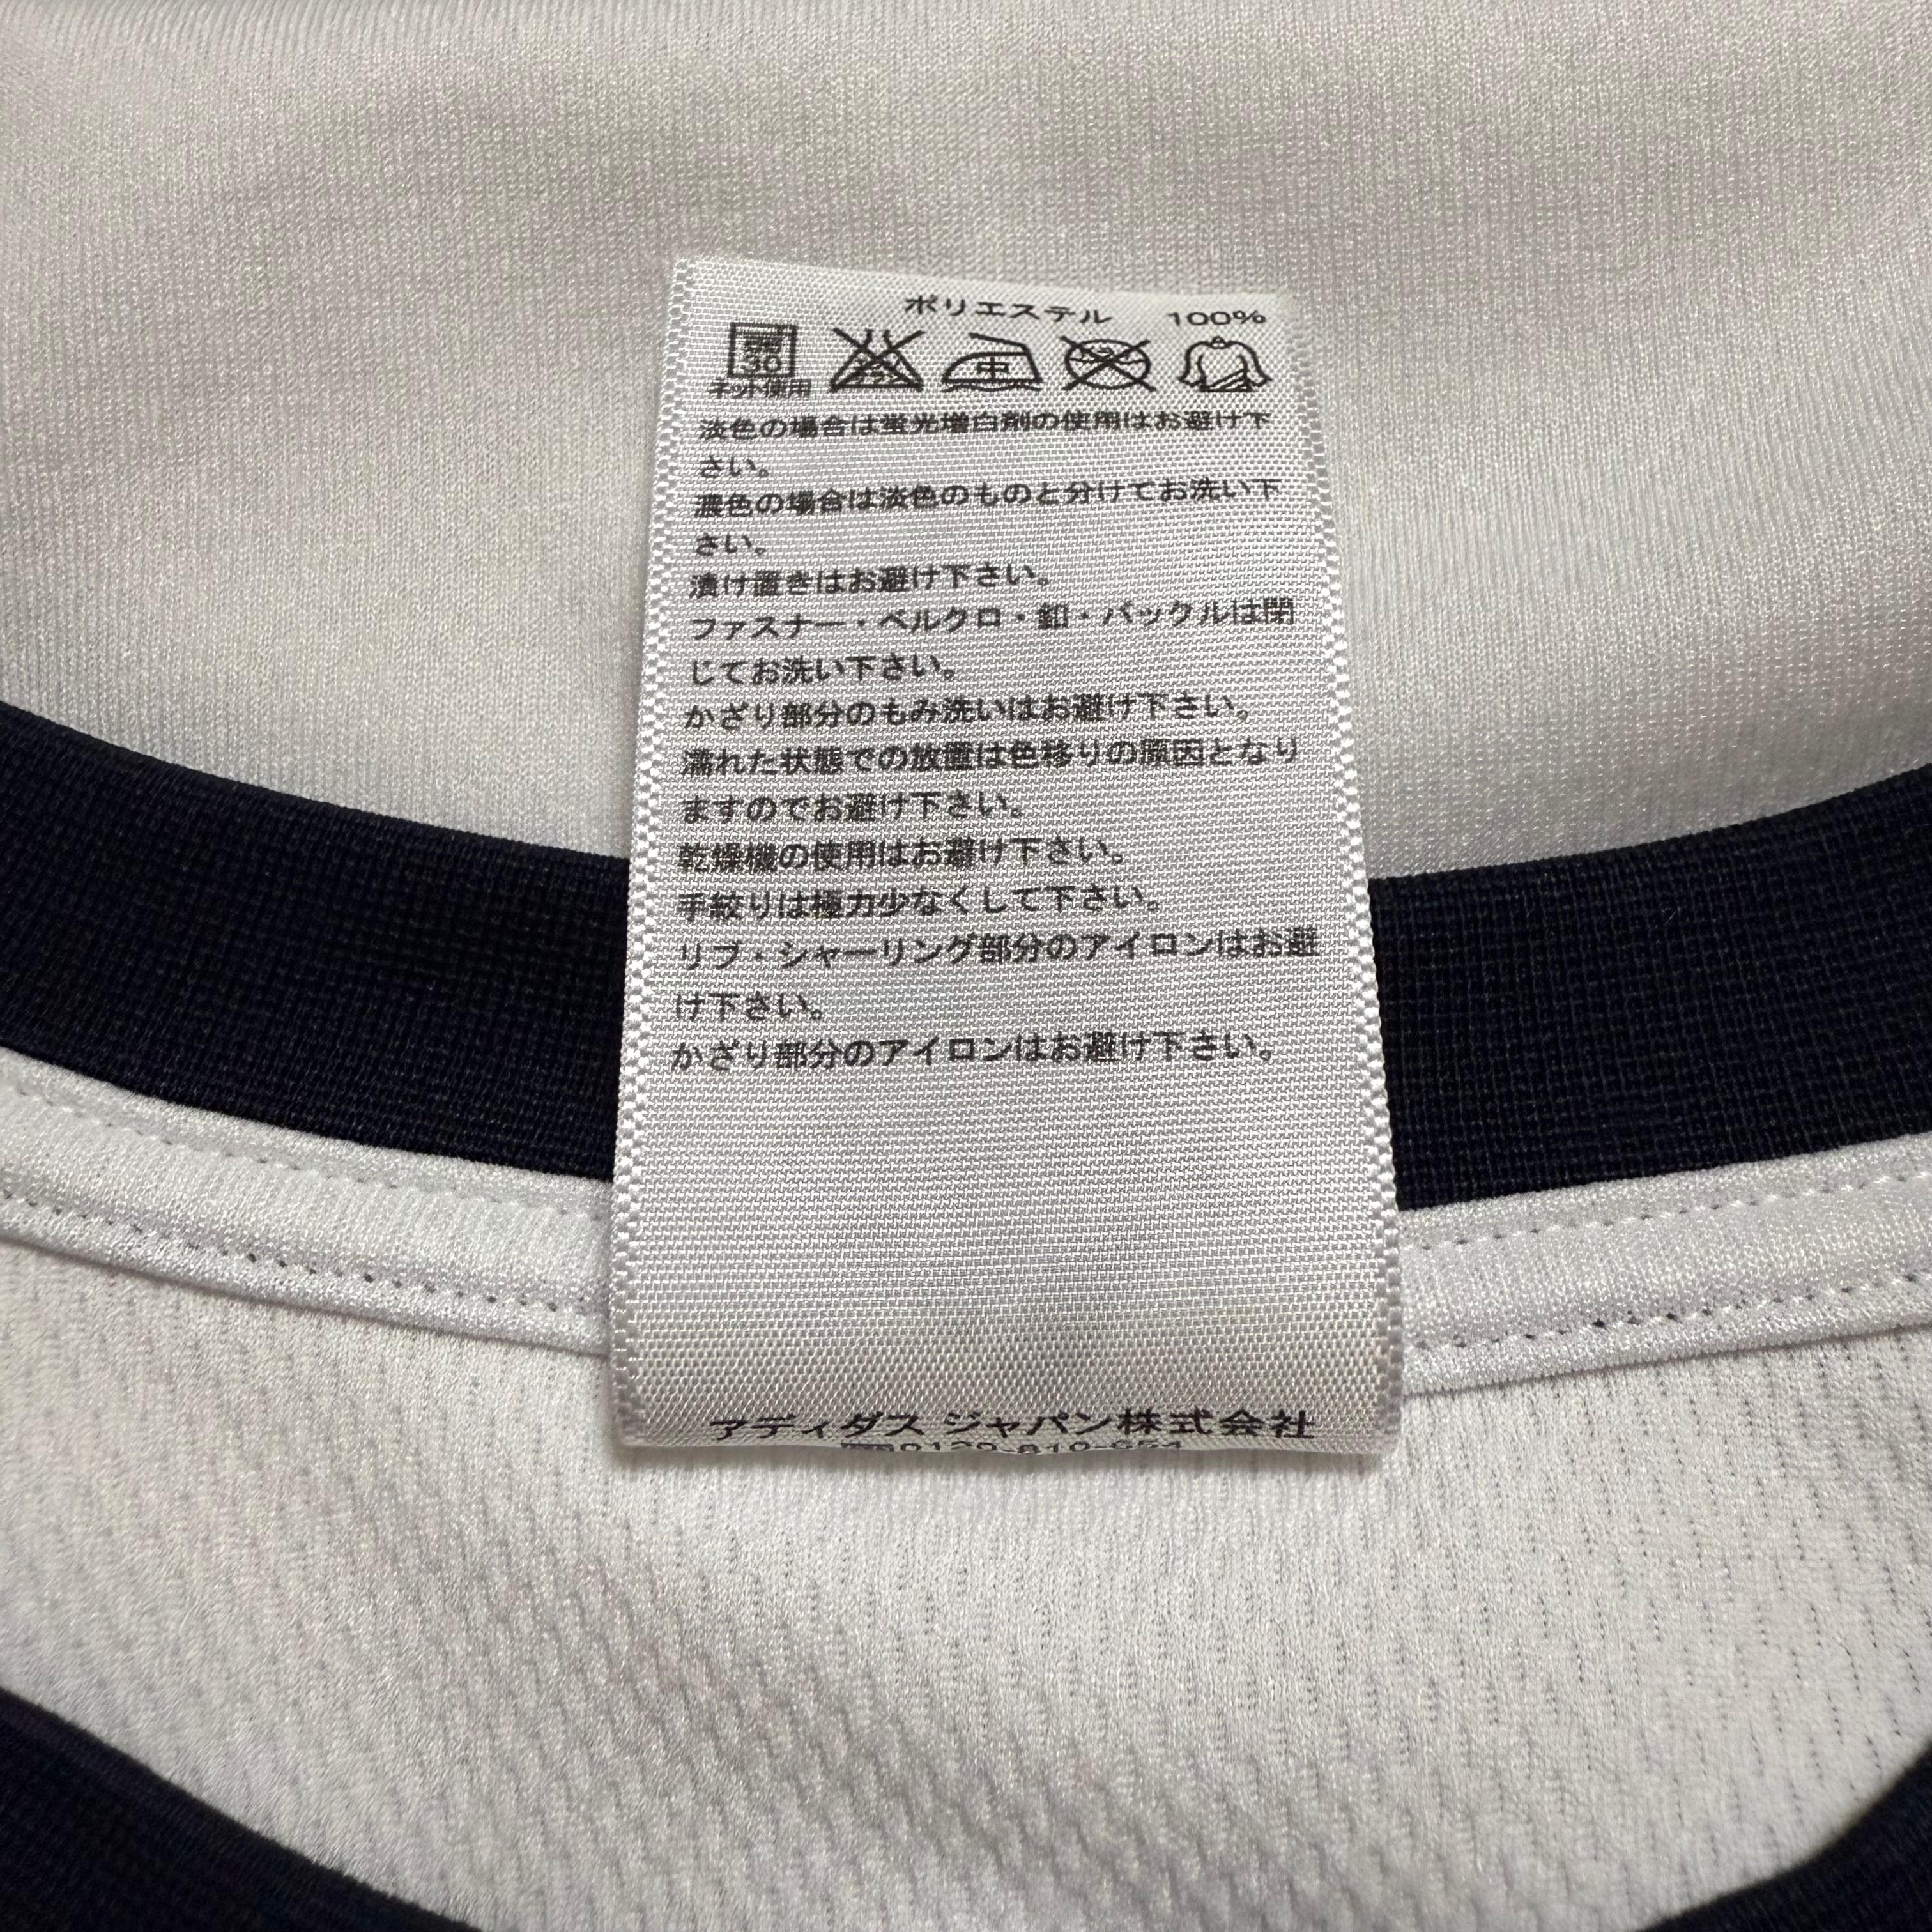 ポリエステル 100%
30
ネット使用
中
淡色の場合は蛍光増白剤の使用はお避け下
さい。
濃色の場合は淡色のものと分けてお洗い下
さい。
漬け置きはお避け下さい。
ファスナー・ベルクロ・釦・バックルは閉
じてお洗い下さい。
かざり部分のもみ洗いはお避け下さい。
濡れた状態での放置は色移りの原因となり
ますのでお避け下さい。
乾燥機の使用はお避け下さい。
手絞りは極力少なくして下さい。
リブ・シャーリング部分のアイロンはお避
け下さい。
かざり部分のアイロンはお避け下さい。
アディダス ジャパン株式会社